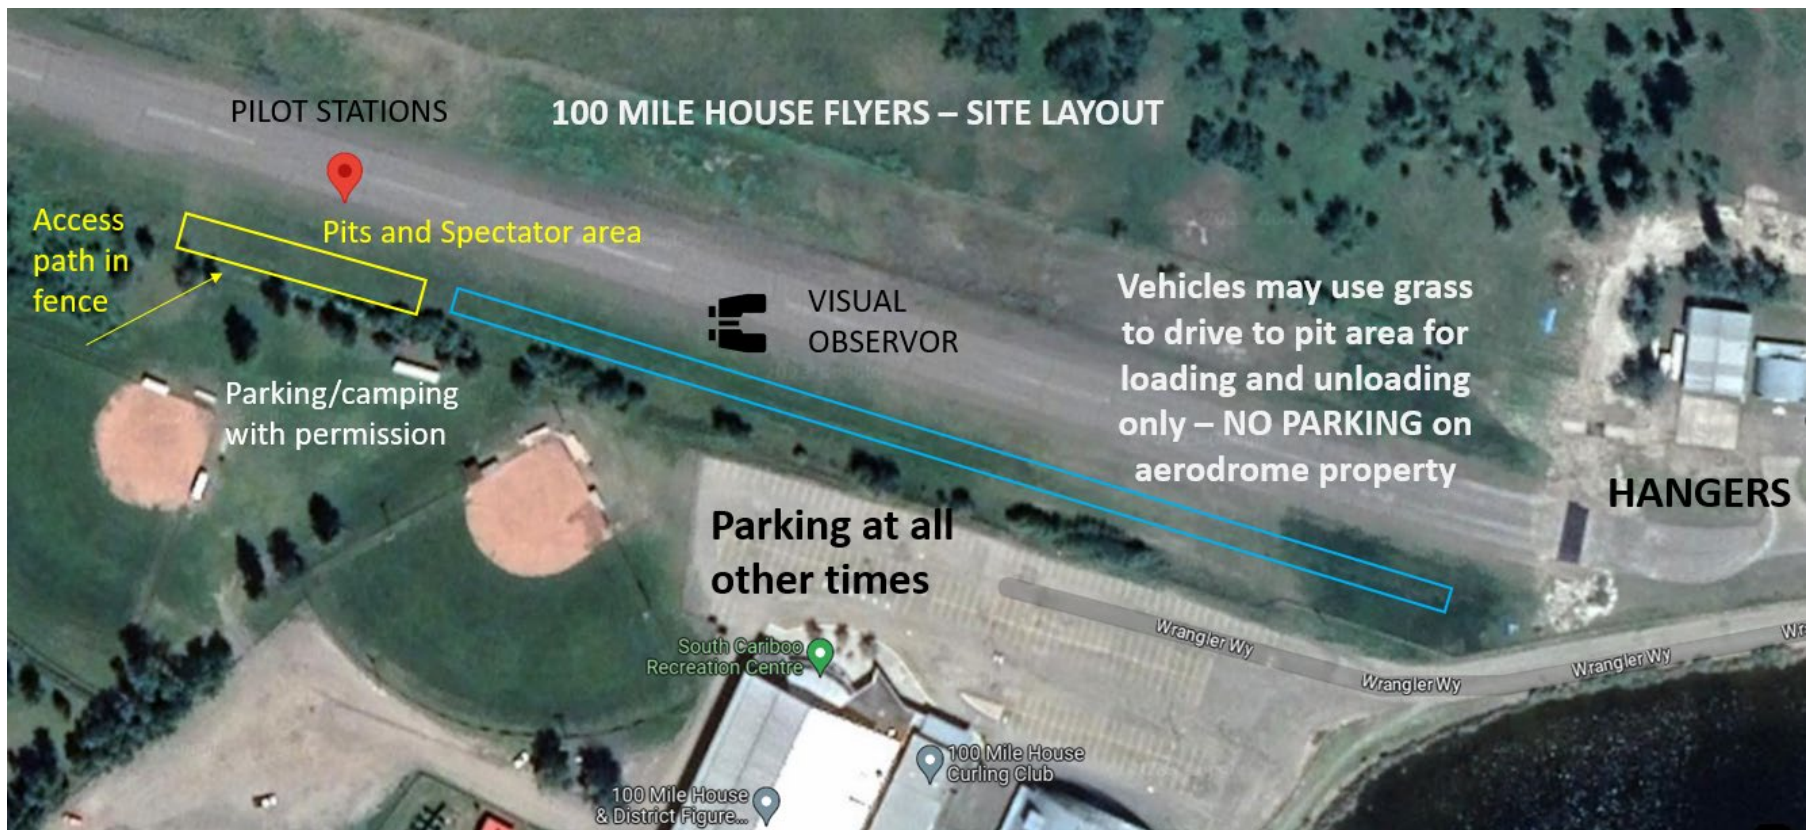 PILOT STATIONS
100 MILE HOUSE FLYERS – SITE LAYOUT
Access
path in
fence
Pits and Spectator area
VISUAL
OBSERVOR
Vehicles may use grass
to drive to pit area for
loading and unloading
only – NO PARKING on
aerodrome property
HANGERS
Parking/camping
with permission
Parking at all
other times
South Cariboo
Recreation Centre
Wrangler Wy
Wrangler Wy
Wrangler Wy
Wr
100 Mile House
Curling Club
100 Mile House
& District Figure...